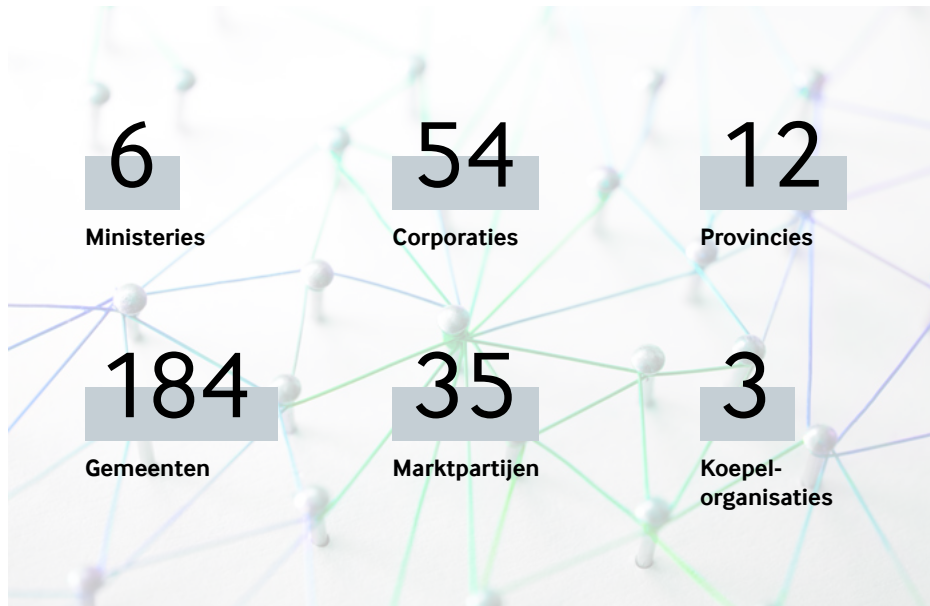 6
Ministeries
54
Corporaties
12
Provincies
184
Gemeenten
35
Marktpartijen
3
Koepel-
organisaties